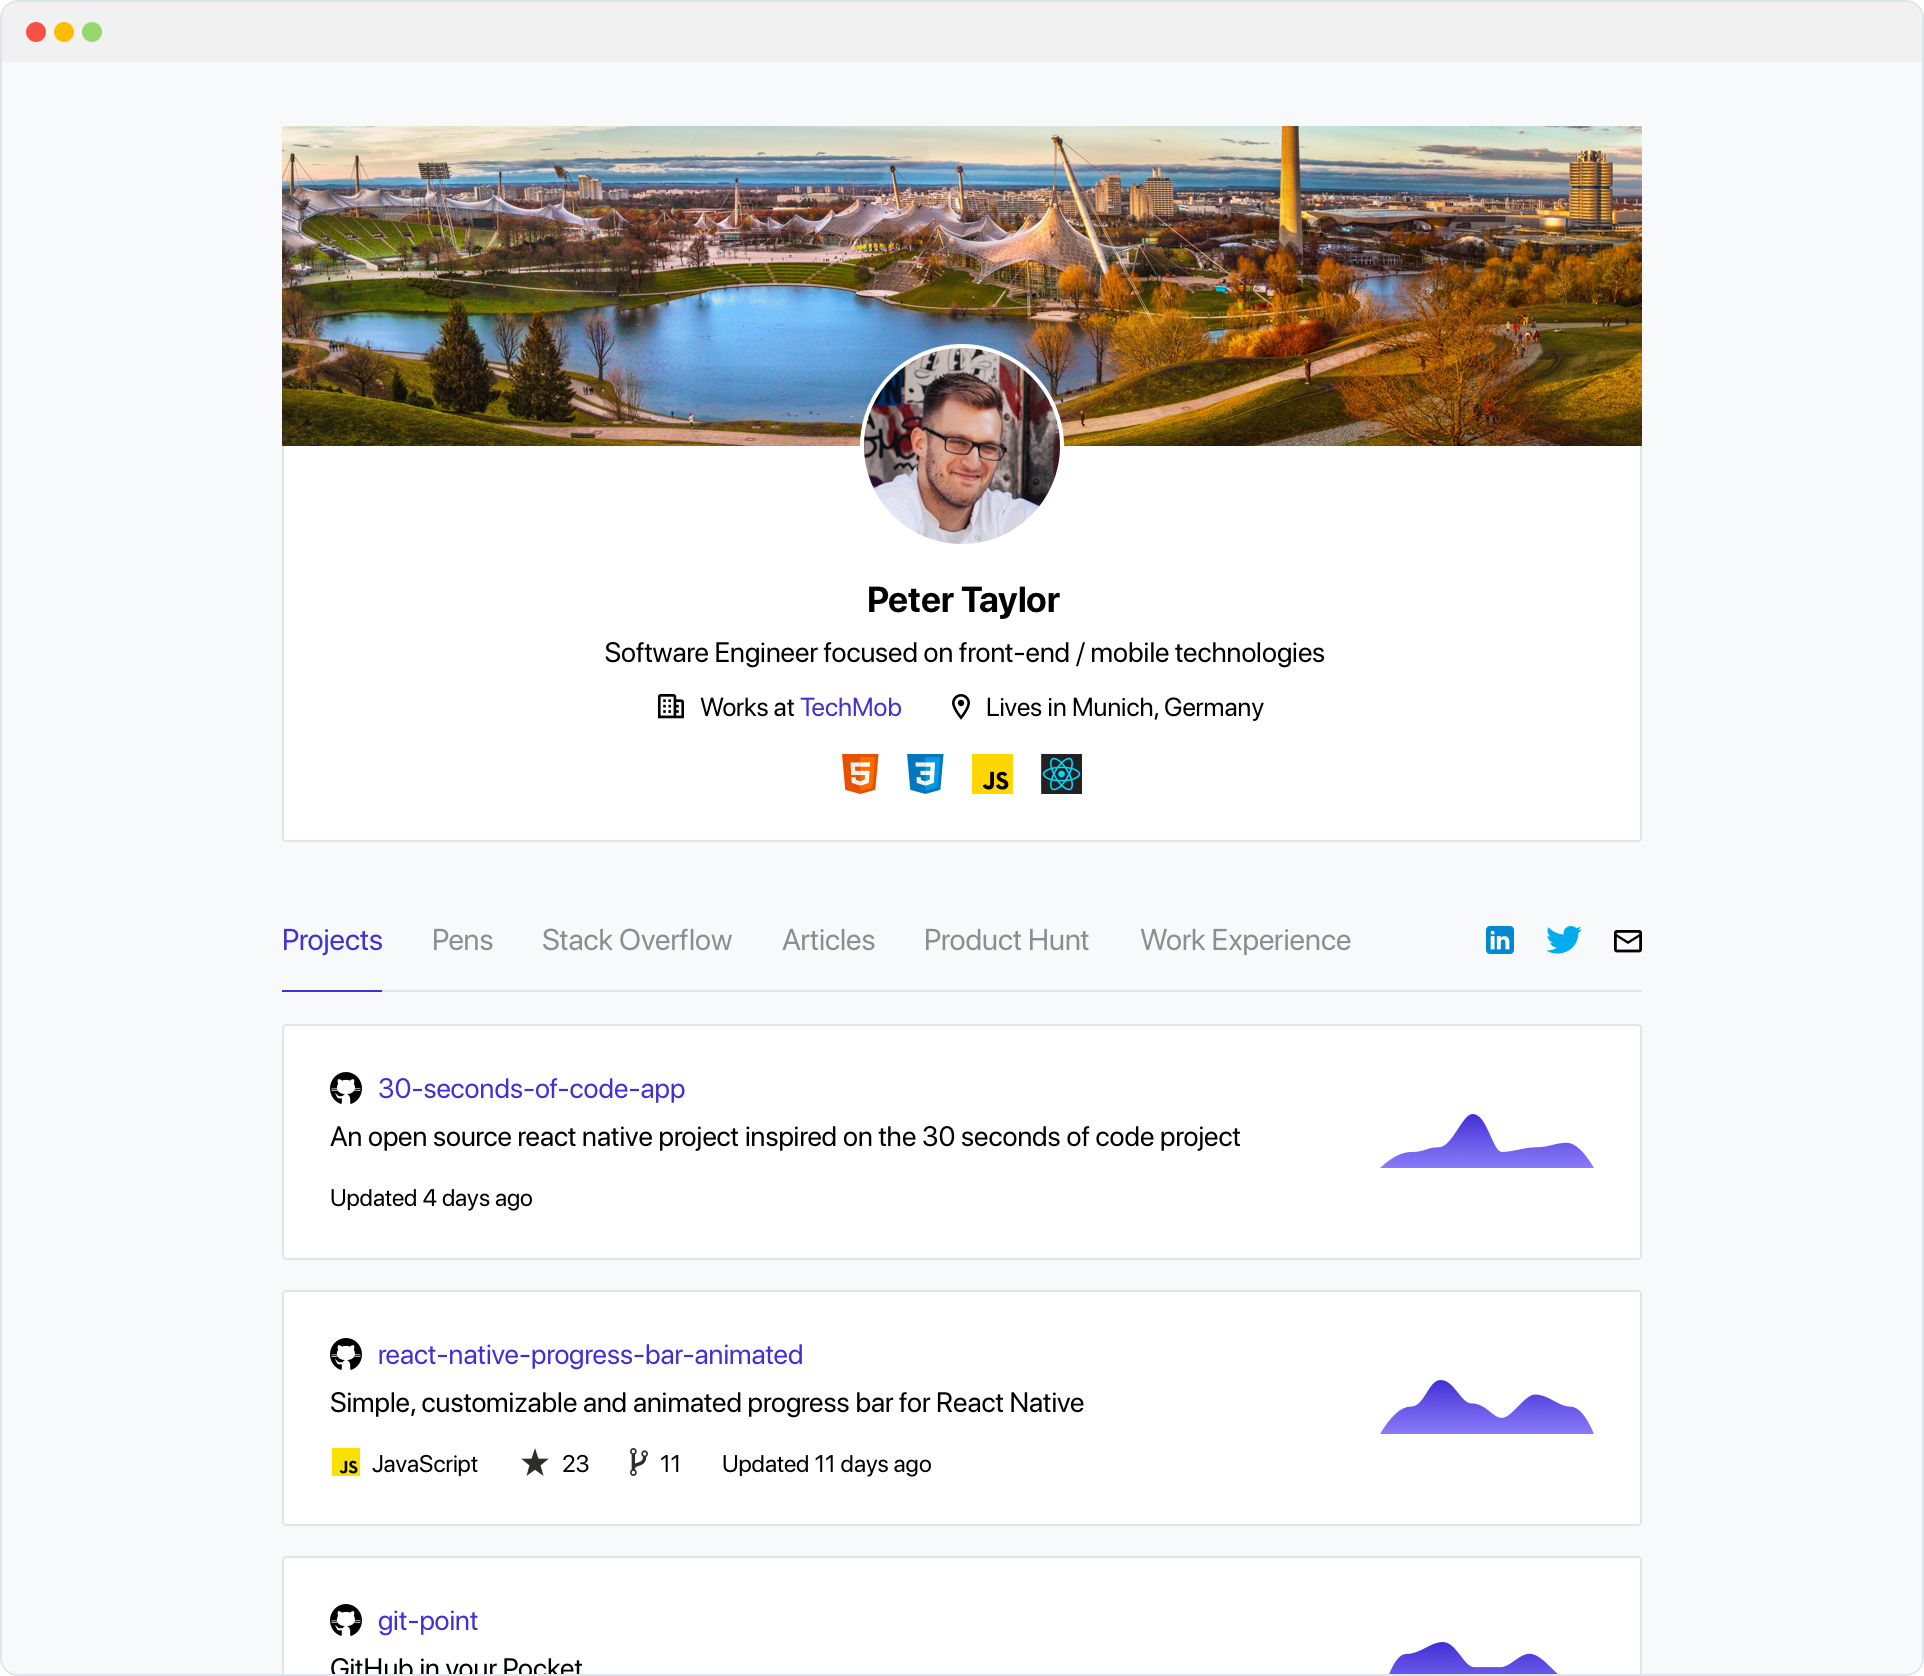 Peter Taylor
Software Engineer focused on front-end / mobile technologies
Works at TechMob Lives in Munich, Germany
5 3 JS
Projects Pens Stack Overflow Articles Product Hunt Work Experience in
30-seconds-of-code-app
An open source react native project inspired on the 30 seconds of code project
Updated 4 days ago
react-native-progress-bar-animated
Simple, customizable and animated progress bar for React Native
JS JavaScript 23 11 Updated 11 days ago
git-point
GitHub in your Pocket